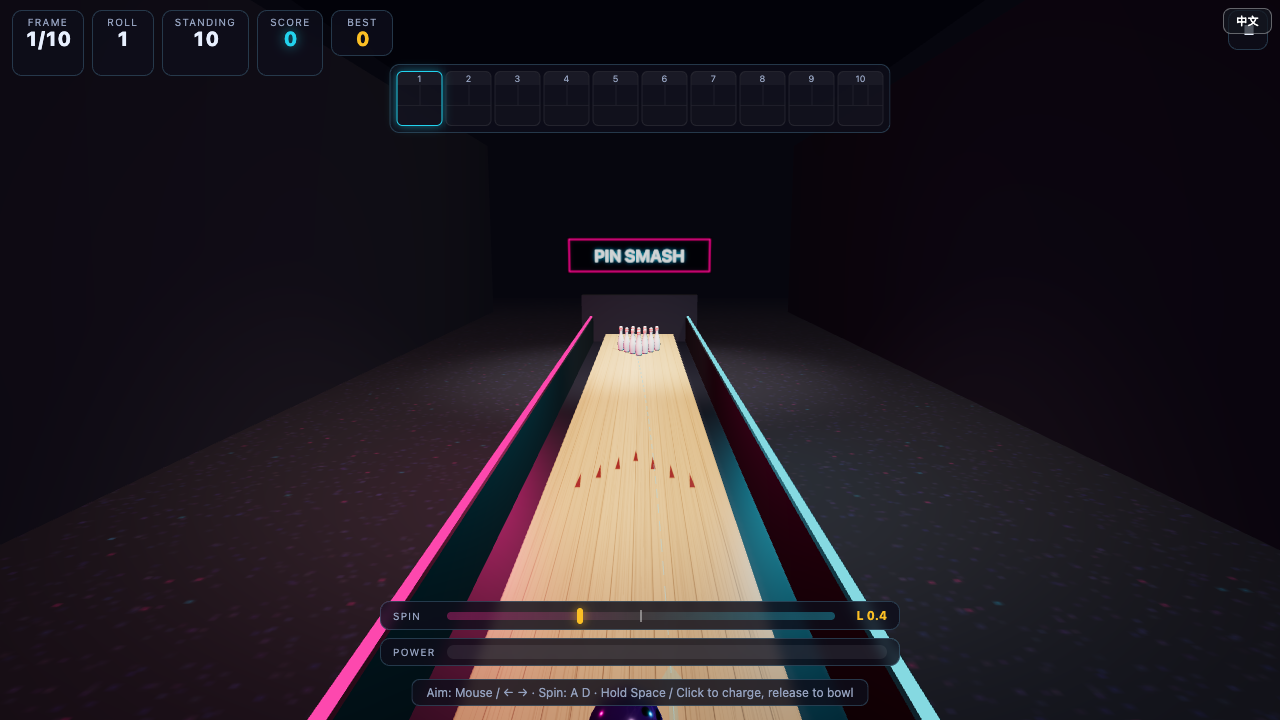 FRAME
1/10
ROLL
1
STANDING
10
SCORE
0
BEST
0
中文
1 2 3 4 5 6 7 8 9 10
PIN SMASH
SPIN L 0.4
POWER
Aim: Mouse / ← → · Spin: A D · Hold Space / Click to charge, release to bowl